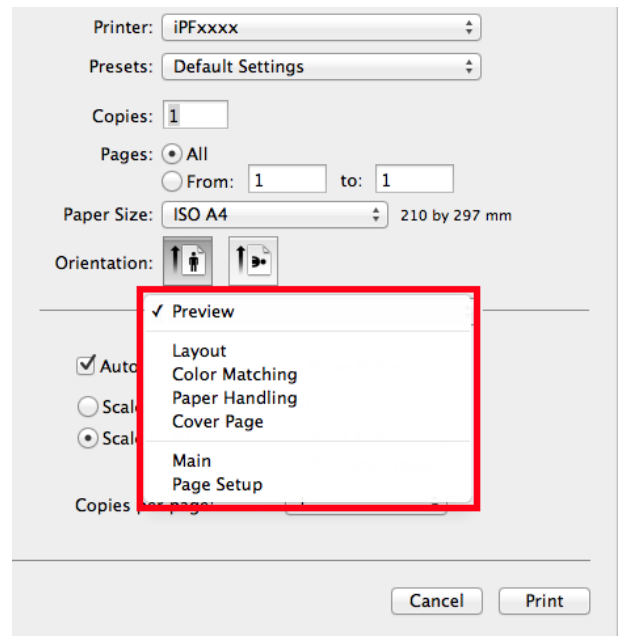 Printer: iPFxxxx
Presets: Default Settings
Copies: 1
Pages: All
From: 1 to: 1
Paper Size: ISO A4 210 by 297 mm
Orientation:
✓ Preview
Layout
Auto
Color Matching
Paper Handling
Scal
Cover Page
Scal
Main
Page Setup
Copies per page:
Cancel Print